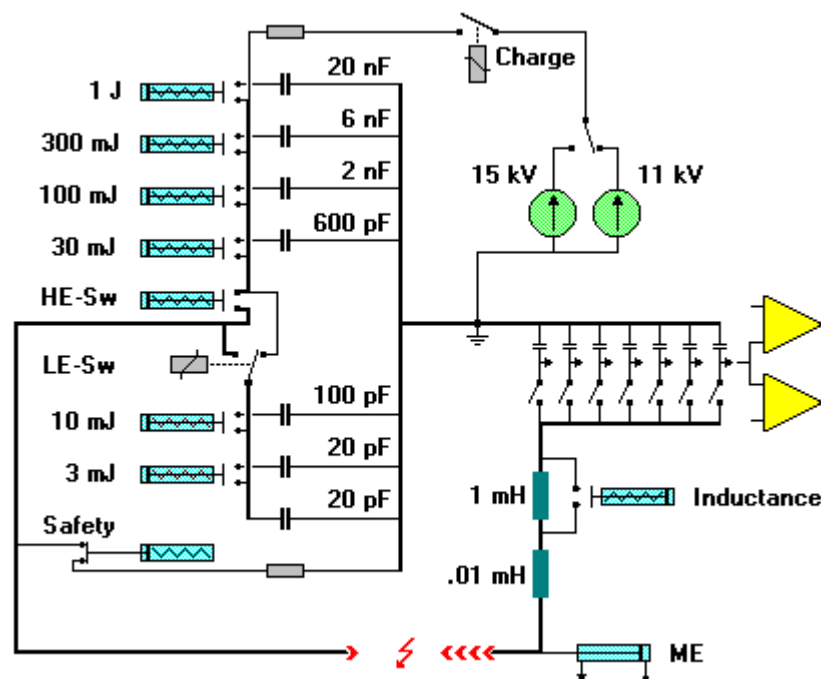 20 nF
Charge
1 J
6 nF
300 mJ
2 nF
15 kV
11 kV
100 mJ
600 pF
30 mJ
HE-Sw
LE-Sw
100 pF
10 mJ
20 pF
3 mJ
1 mH
Inductance
20 pF
Safety
.01 mH
ME